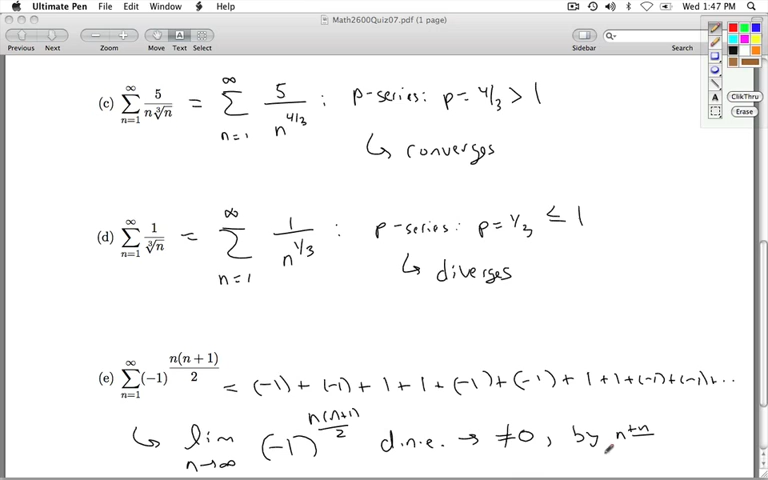 Ultimate Pen File Edit Window Help Wed 1:47 PM
Math2600Quiz07.pdf (1 page)
Previous Next Zoom Move Text Select Sidebar Search
ClikThru
Erase
(c) ∑_{n=1}^{∞} 5/(n∛n) = ∑_{n=1}^{∞} 5/n^{4/3} : p-series: p = 4/3 > 1
↳ converges
(d) ∑_{n=1}^{∞} 1/∛n = ∑_{n=1}^{∞} 1/n^{1/3} : p-series: p = 1/3 ≤ 1
↳ diverges
(e) ∑_{n=1}^{∞} (-1)^{n(n+1)/2} = (-1) + (-1) + 1 + 1 + (-1) + (-1) + 1 + 1 + (-1) + (-1) + ...
↳ lim_{n→∞} (-1)^{n(n+1)/2} d.n.e. → ≠0, by nth